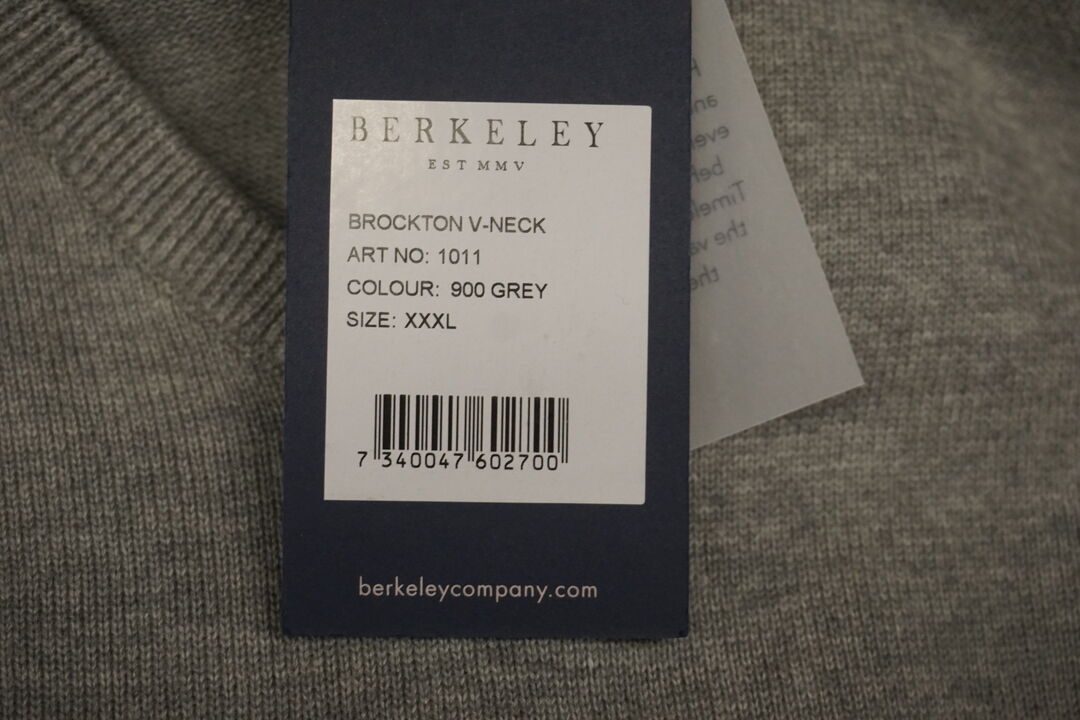 BERKELEY
EST MMV
BROCKTON V-NECK
ART NO: 1011
COLOUR: 900 GREY
SIZE: XXXL
7 340047 602700
berkeleycompany.com